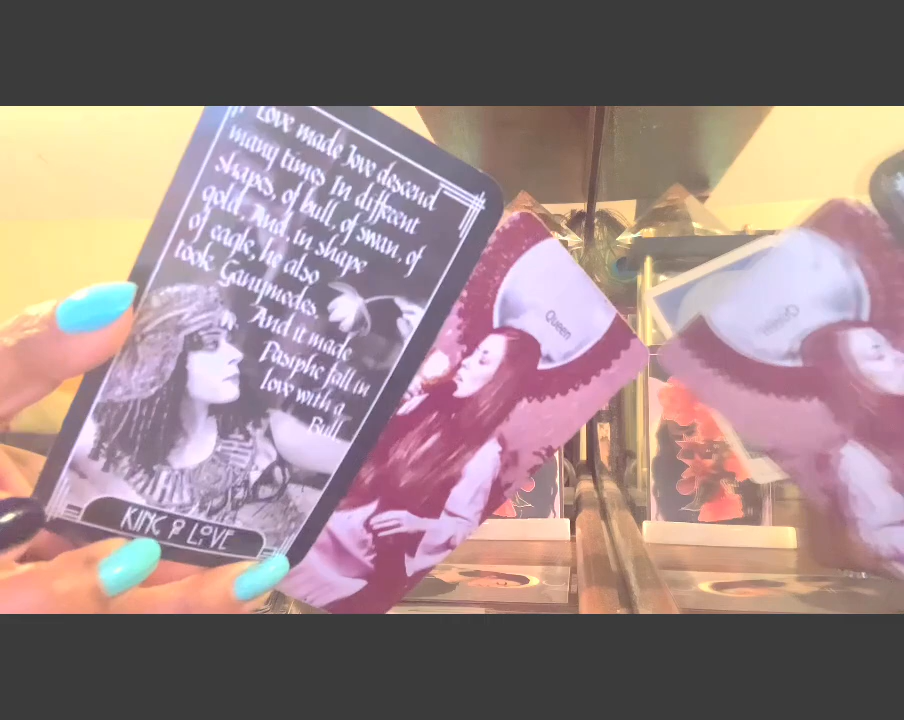 Love made Jove descend
many times In different
shapes, of bull, of swan, of
gold, And, in shape
of eagle, he also
took Ganymedes.
And it made
Pasiphe fall in
love with a
Bull
KING of LOVE
Queen
Queen